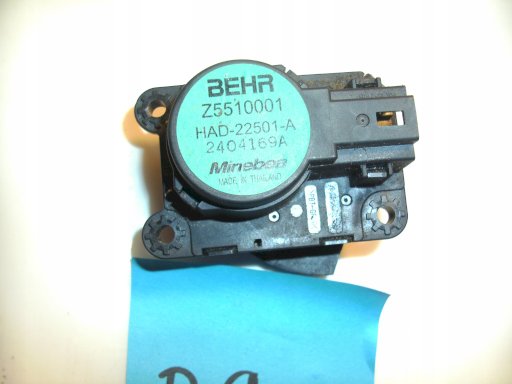 BEHR
Z5510001
HAD-22501-A
2404169A
Minebea
MADE IN THAILAND